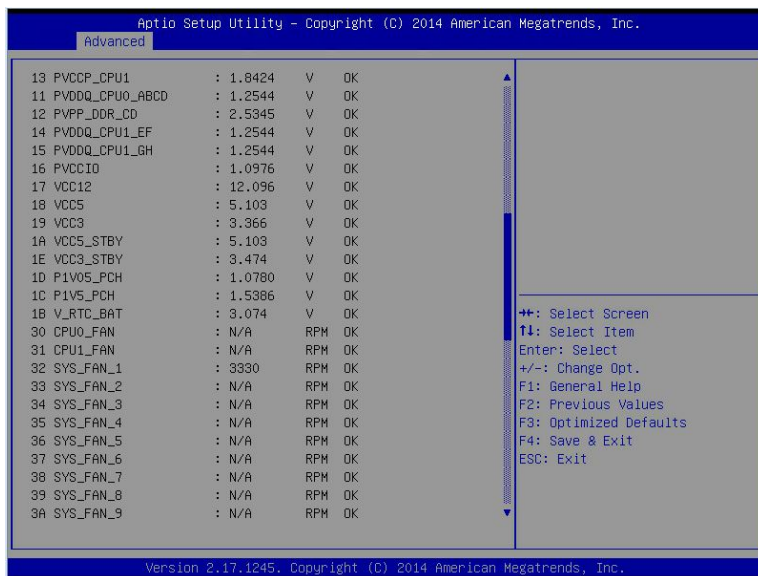 Aptio Setup Utility – Copyright (C) 2014 American Megatrends, Inc.
Advanced
13 PVCCP_CPU1 : 1.8424 V OK
11 PVDDQ_CPU0_ABCD : 1.2544 V OK
12 PVPP_DDR_CD : 2.5345 V OK
14 PVDDQ_CPU1_EF : 1.2544 V OK
15 PVDDQ_CPU1_GH : 1.2544 V OK
16 PVCCIO : 1.0976 V OK
17 VCC12 : 12.096 V OK
18 VCC5 : 5.103 V OK
19 VCC3 : 3.366 V OK
1A VCC5_STBY : 5.103 V OK
1E VCC3_STBY : 3.474 V OK
1D P1V05_PCH : 1.0780 V OK
1C P1V5_PCH : 1.5386 V OK
1B V_RTC_BAT : 3.074 V OK
30 CPU0_FAN : N/A RPM OK
31 CPU1_FAN : N/A RPM OK
32 SYS_FAN_1 : 3330 RPM OK
33 SYS_FAN_2 : N/A RPM OK
34 SYS_FAN_3 : N/A RPM OK
35 SYS_FAN_4 : N/A RPM OK
36 SYS_FAN_5 : N/A RPM OK
37 SYS_FAN_6 : N/A RPM OK
38 SYS_FAN_7 : N/A RPM OK
39 SYS_FAN_8 : N/A RPM OK
3A SYS_FAN_9 : N/A RPM OK
→←: Select Screen
↑↓: Select Item
Enter: Select
+/-: Change Opt.
F1: General Help
F2: Previous Values
F3: Optimized Defaults
F4: Save & Exit
ESC: Exit
Version 2.17.1245. Copyright (C) 2014 American Megatrends, Inc.